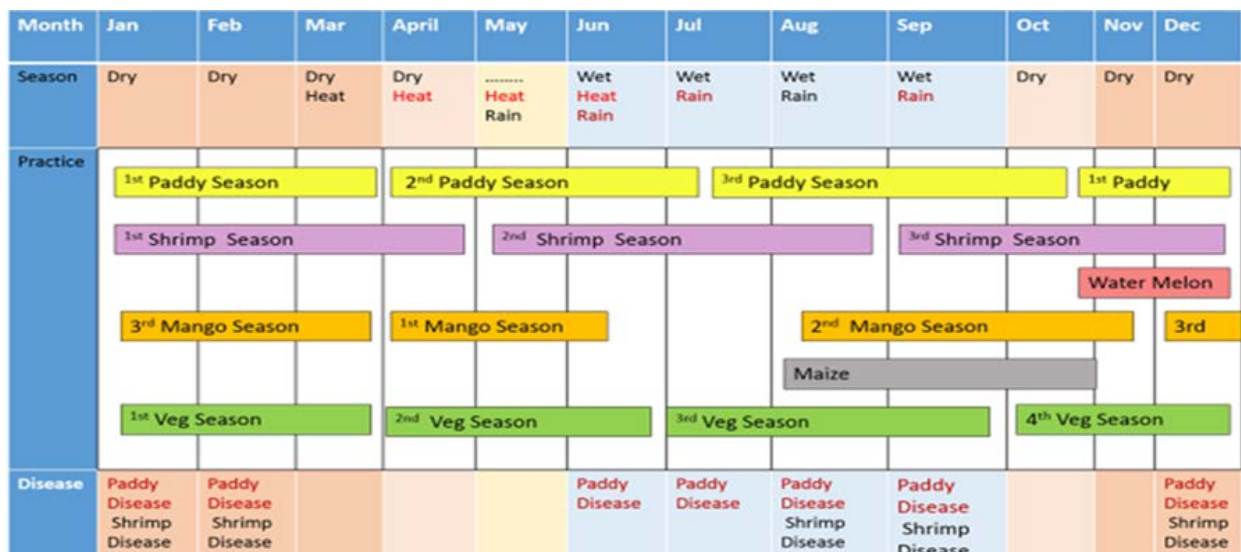 Month Jan Feb Mar April May Jun Jul Aug Sep Oct Nov Dec
Season Dry Dry Dry Dry ........ Wet Wet Wet Wet Dry Dry Dry
Heat Heat Heat Heat Rain Rain Rain
Rain Rain
Practice
1st Paddy Season 2nd Paddy Season 3rd Paddy Season 1st Paddy
1st Shrimp Season 2nd Shrimp Season 3rd Shrimp Season
Water Melon
3rd Mango Season 1st Mango Season 2nd Mango Season 3rd
Maize
1st Veg Season 2nd Veg Season 3rd Veg Season 4th Veg Season
Disease Paddy Paddy Paddy Paddy Paddy Paddy Paddy
Disease Disease Disease Disease Disease Disease Disease
Shrimp Shrimp Shrimp Shrimp Shrimp
Disease Disease Disease Disease Disease